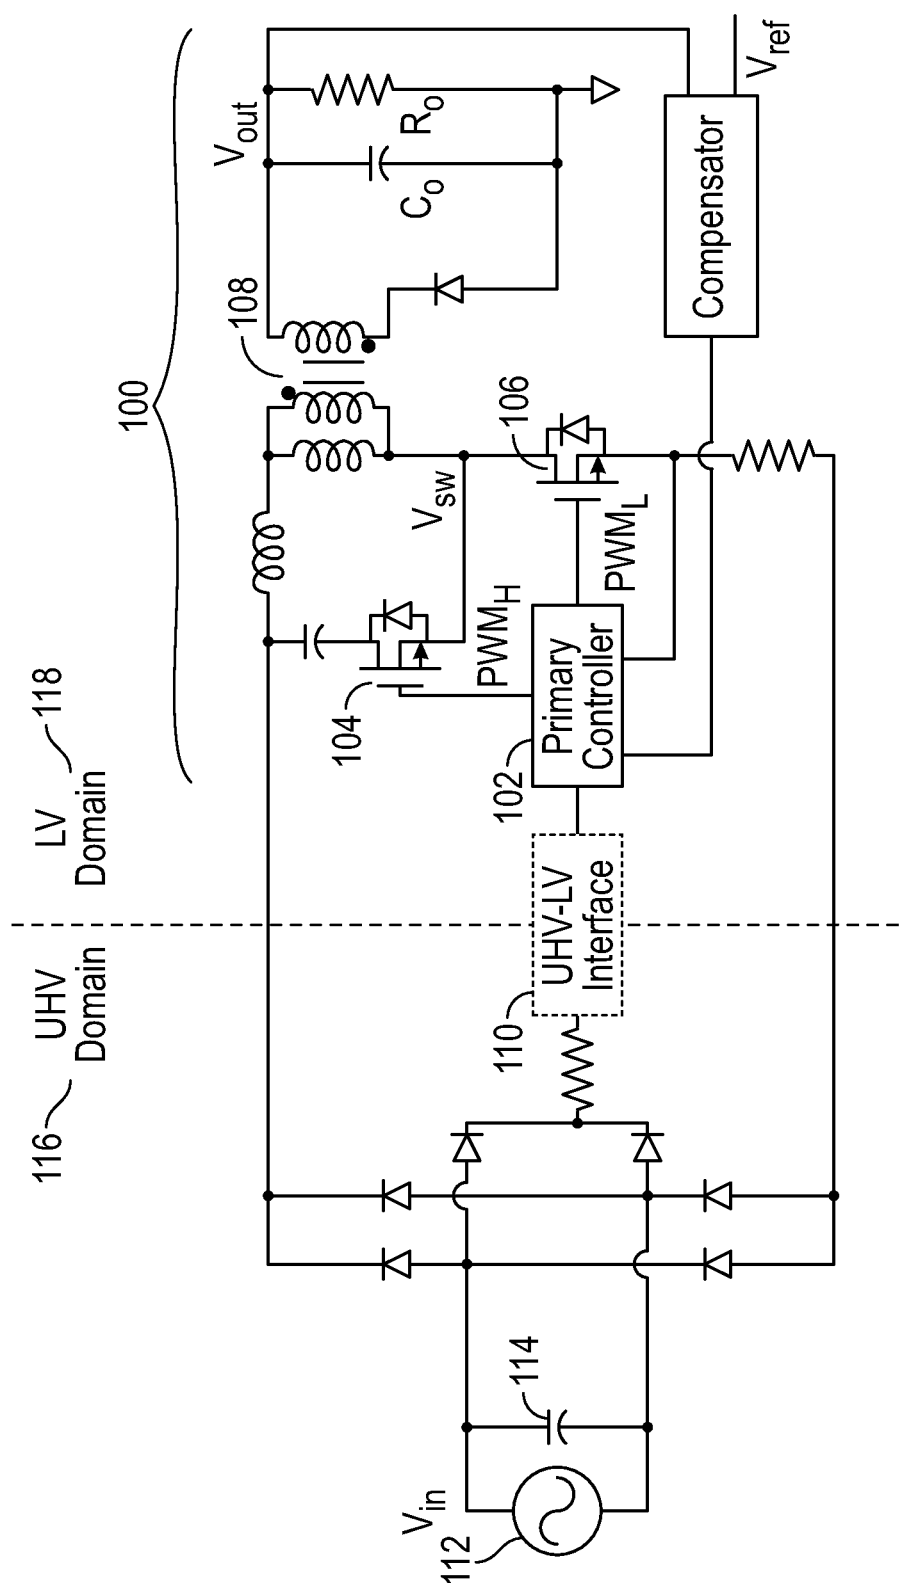 100
V_out
R_o
C_o
V_ref
Compensator
108
106
V_sw
PWM_L
PWM_H
104
102
Primary
Controller
118
LV
Domain
UHV-LV
Interface
110
116
UHV
Domain
114
V_in
112